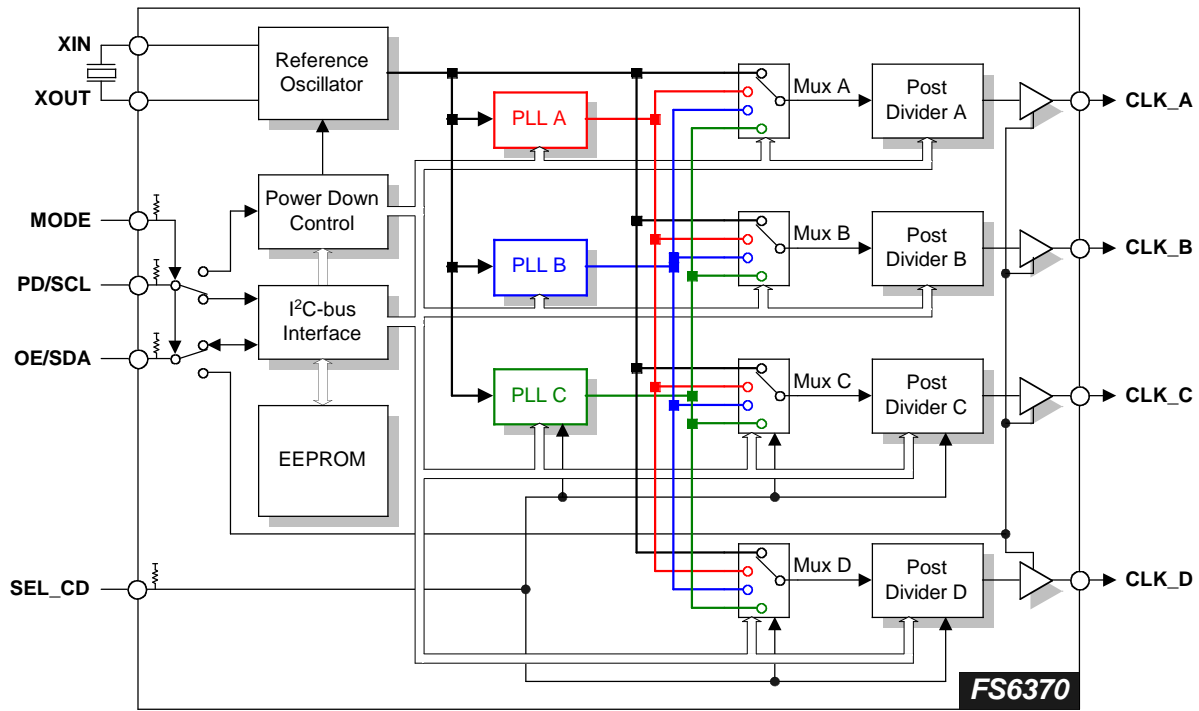 XIN
XOUT
Reference
Oscillator
PLL A
Mux A
Post
Divider A
CLK_A
MODE
Power Down
Control
PD/SCL
I²C-bus
Interface
OE/SDA
PLL B
Mux B
Post
Divider B
CLK_B
EEPROM
PLL C
Mux C
Post
Divider C
CLK_C
SEL_CD
Mux D
Post
Divider D
CLK_D
FS6370